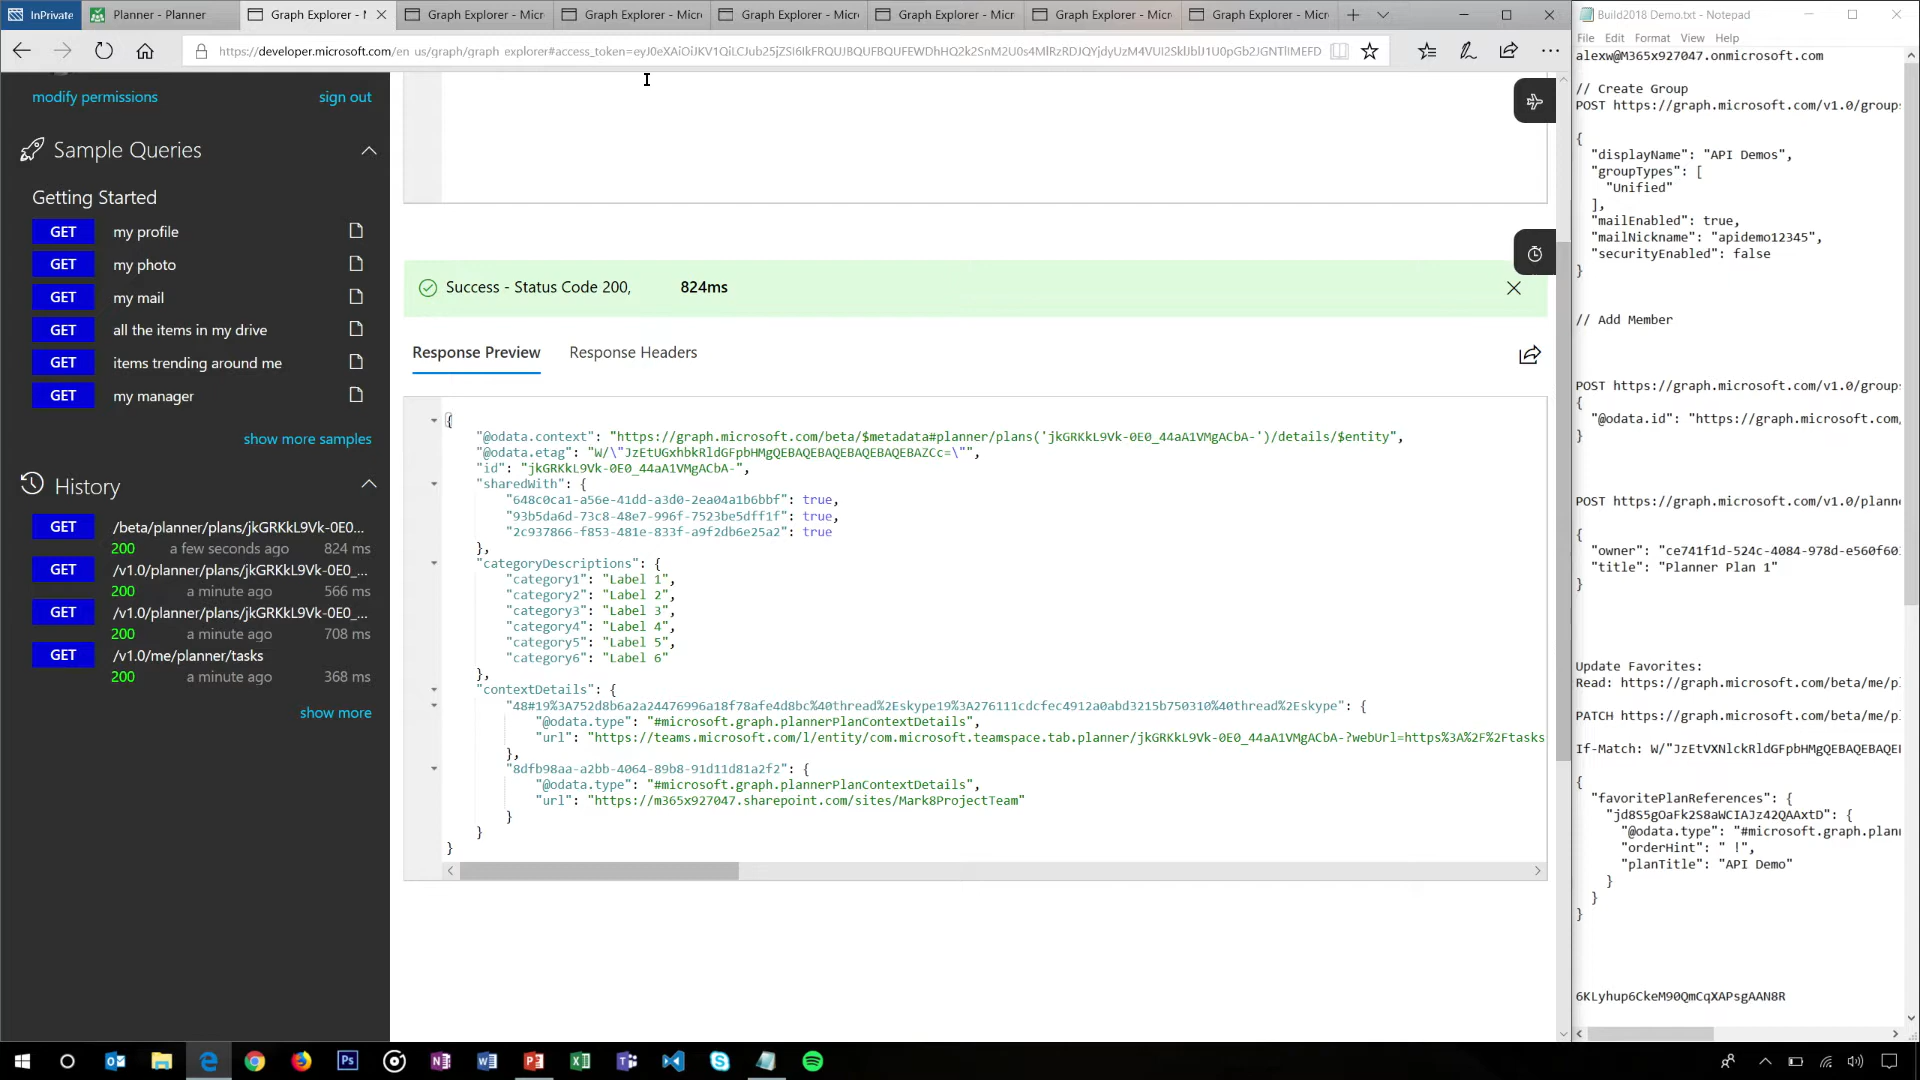 InPrivate
Planner - Planner
Graph Explorer - M
Graph Explorer - Micr
Graph Explorer - Micr
Graph Explorer - Micr
Graph Explorer - Micr
Graph Explorer - Micr
Graph Explorer - Micr
Build2018 Demo.txt - Notepad
File Edit Format View Help
modify permissions
sign out
Sample Queries
Getting Started
GET my profile
GET my photo
GET my mail
GET all the items in my drive
GET items trending around me
GET my manager
show more samples
History
GET /beta/planner/plans/jkGRKkL9Vk-0E0...
200 a few seconds ago 824 ms
GET /v1.0/planner/plans/jkGRKkL9Vk-0E0_...
200 a minute ago 566 ms
GET /v1.0/planner/plans/jkGRKkL9Vk-0E0_...
200 a minute ago 708 ms
GET /v1.0/me/planner/tasks
200 a minute ago 368 ms
show more
Success - Status Code 200, 824ms
Response Preview
Response Headers
{
"@odata.context": "https://graph.microsoft.com/beta/$metadata#planner/plans('jkGRKkL9Vk-0E0_44aA1VMgACbA-')/details/$entity",
"@odata.etag": "W/\"JzEtUGxhbkRldGFpbHMgQEBAQEBAQEBAQEBAQEBAZCc=\"",
"id": "jkGRKkL9Vk-0E0_44aA1VMgACbA-",
"sharedWith": {
"648c0ca1-a56e-41dd-a3d0-2ea04a1b6bbf": true,
"93b5da6d-73c8-48e7-996f-7523be5dff1f": true,
"2c937866-f853-481e-833f-a9f2db6e25a2": true
},
"categoryDescriptions": {
"category1": "Label 1",
"category2": "Label 2",
"category3": "Label 3",
"category4": "Label 4",
"category5": "Label 5",
"category6": "Label 6"
},
"contextDetails": {
"48#19%3A752d8b6a2a24476996a18f78afe4d8bc%40thread%2Eskype19%3A276111cdcfec4912a0abd3215b750310%40thread%2Eskype": {
"@odata.type": "#microsoft.graph.plannerPlanContextDetails",
"url": "https://teams.microsoft.com/l/entity/com.microsoft.teamspace.tab.planner/jkGRKkL9Vk-0E0_44aA1VMgACbA-?webUrl=https%3A%2F%2Ftasks
},
"8dfb98aa-a2bb-4064-89b8-91d11d81a2f2": {
"@odata.type": "#microsoft.graph.plannerPlanContextDetails",
"url": "https://m365x927047.sharepoint.com/sites/Mark8ProjectTeam"
}
}
}
alexw@M365x927047.onmicrosoft.com
// Create Group
POST https://graph.microsoft.com/v1.0/groups
{
"displayName": "API Demos",
"groupTypes": [
"Unified"
],
"mailEnabled": true,
"mailNickname": "apidemo12345",
"securityEnabled": false
}
// Add Member
POST https://graph.microsoft.com/v1.0/groups
{
"@odata.id": "https://graph.microsoft.com,
}
POST https://graph.microsoft.com/v1.0/planne
{
"owner": "ce741f1d-524c-4084-978d-e560f60
"title": "Planner Plan 1"
}
Update Favorites:
Read: https://graph.microsoft.com/beta/me/p
PATCH https://graph.microsoft.com/beta/me/p
If-Match: W/"JzEtVXNlckRldGFpbHMgQEBAQEBAQE
{
"favoritePlanReferences": {
"jd8S5gOaFk2S8aWCIAJz42QAAxtD": {
"@odata.type": "#microsoft.graph.plan
"orderHint": " !",
"planTitle": "API Demo"
}
}
}
6KLyhup6CkeM90QmCqXAPsgAAN8R